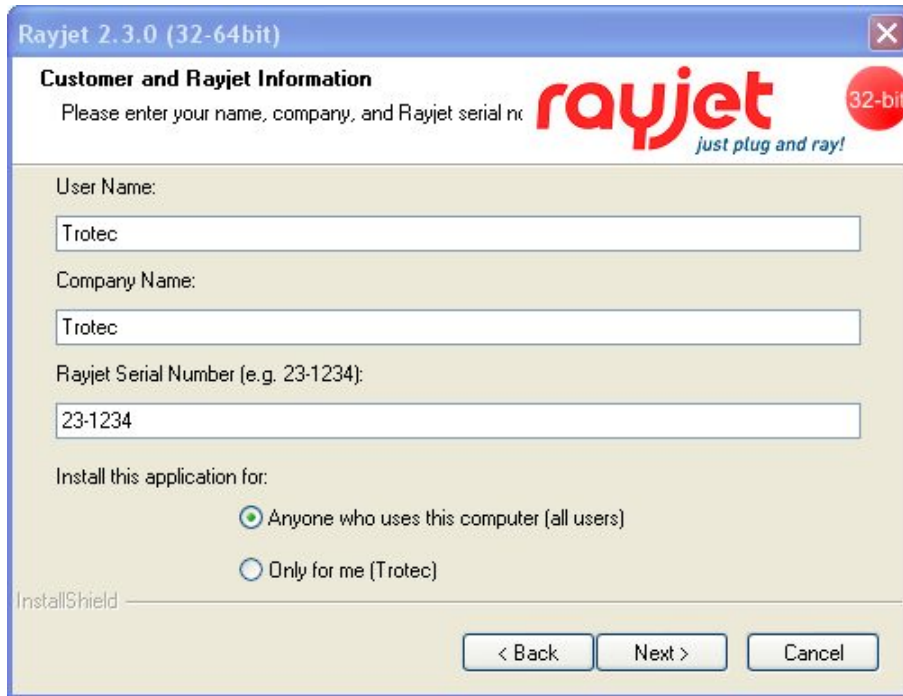 Rayjet 2.3.0 (32-64bit)
Customer and Rayjet Information
Please enter your name, company, and Rayjet serial
rayjet
just plug and ray!
32-bit
User Name:
Trotec
Company Name:
Trotec
Rayjet Serial Number (e.g. 23-1234):
23-1234
Install this application for:
Anyone who uses this computer (all users)
Only for me (Trotec)
InstallShield
< Back
Next >
Cancel